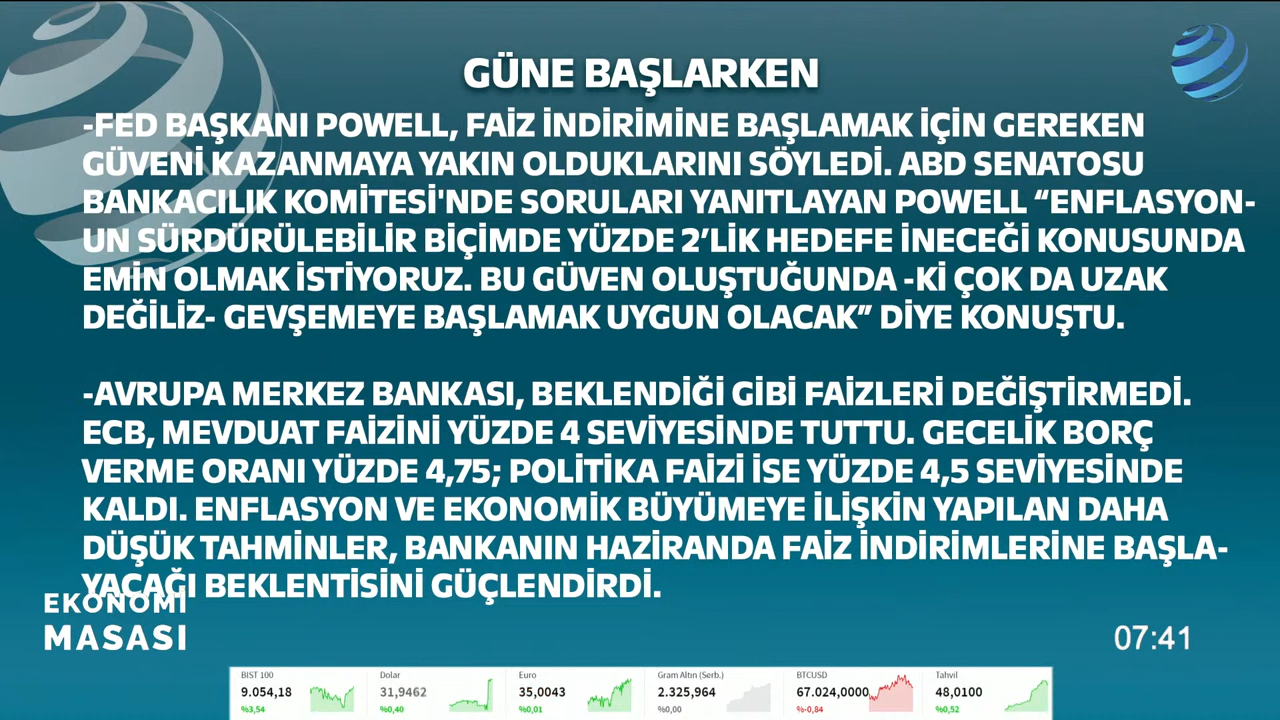 GÜNE BAŞLARKEN
-FED BAŞKANI POWELL, FAİZ İNDİRİMİNE BAŞLAMAK İÇİN GEREKEN
GÜVENİ KAZANMAYA YAKIN OLDUKLARINI SÖYLEDİ. ABD SENATOSU
BANKACILIK KOMİTESİ'NDE SORULARI YANITLAYAN POWELL “ENFLASYON-
UN SÜRDÜRÜLEBİLİR BİÇİMDE YÜZDE 2’LİK HEDEFE İNECEĞİ KONUSUNDA
EMİN OLMAK İSTİYORUZ. BU GÜVEN OLUŞTUĞUNDA -Kİ ÇOK DA UZAK
DEĞİLİZ- GEVŞEMEYE BAŞLAMAK UYGUN OLACAK” DİYE KONUŞTU.
-AVRUPA MERKEZ BANKASI, BEKLENDİĞİ GİBİ FAİZLERİ DEĞİŞTİRMEDİ.
ECB, MEVDUAT FAİZİNİ YÜZDE 4 SEVİYESİNDE TUTTU. GECELİK BORÇ
VERME ORANI YÜZDE 4,75; POLİTİKA FAİZİ İSE YÜZDE 4,5 SEVİYESİNDE
KALDI. ENFLASYON VE EKONOMİK BÜYÜMEYE İLİŞKİN YAPILAN DAHA
DÜŞÜK TAHMİNLER, BANKANIN HAZİRANDA FAİZ İNDİRİMLERİNE BAŞLA-
YACAĞI BEKLENTİSİNİ GÜÇLENDİRDİ.
EKONOMİ
MASASI
07:41
BIST 100 Dolar Euro Gram Altın (Serb.) BTCUSD Tahvil
9.054,18 31,9462 35,0043 2.325,964 67.024,0000 48,0100
%3,54 %0,40 %0,01 %0,00 %-0,84 %0,52